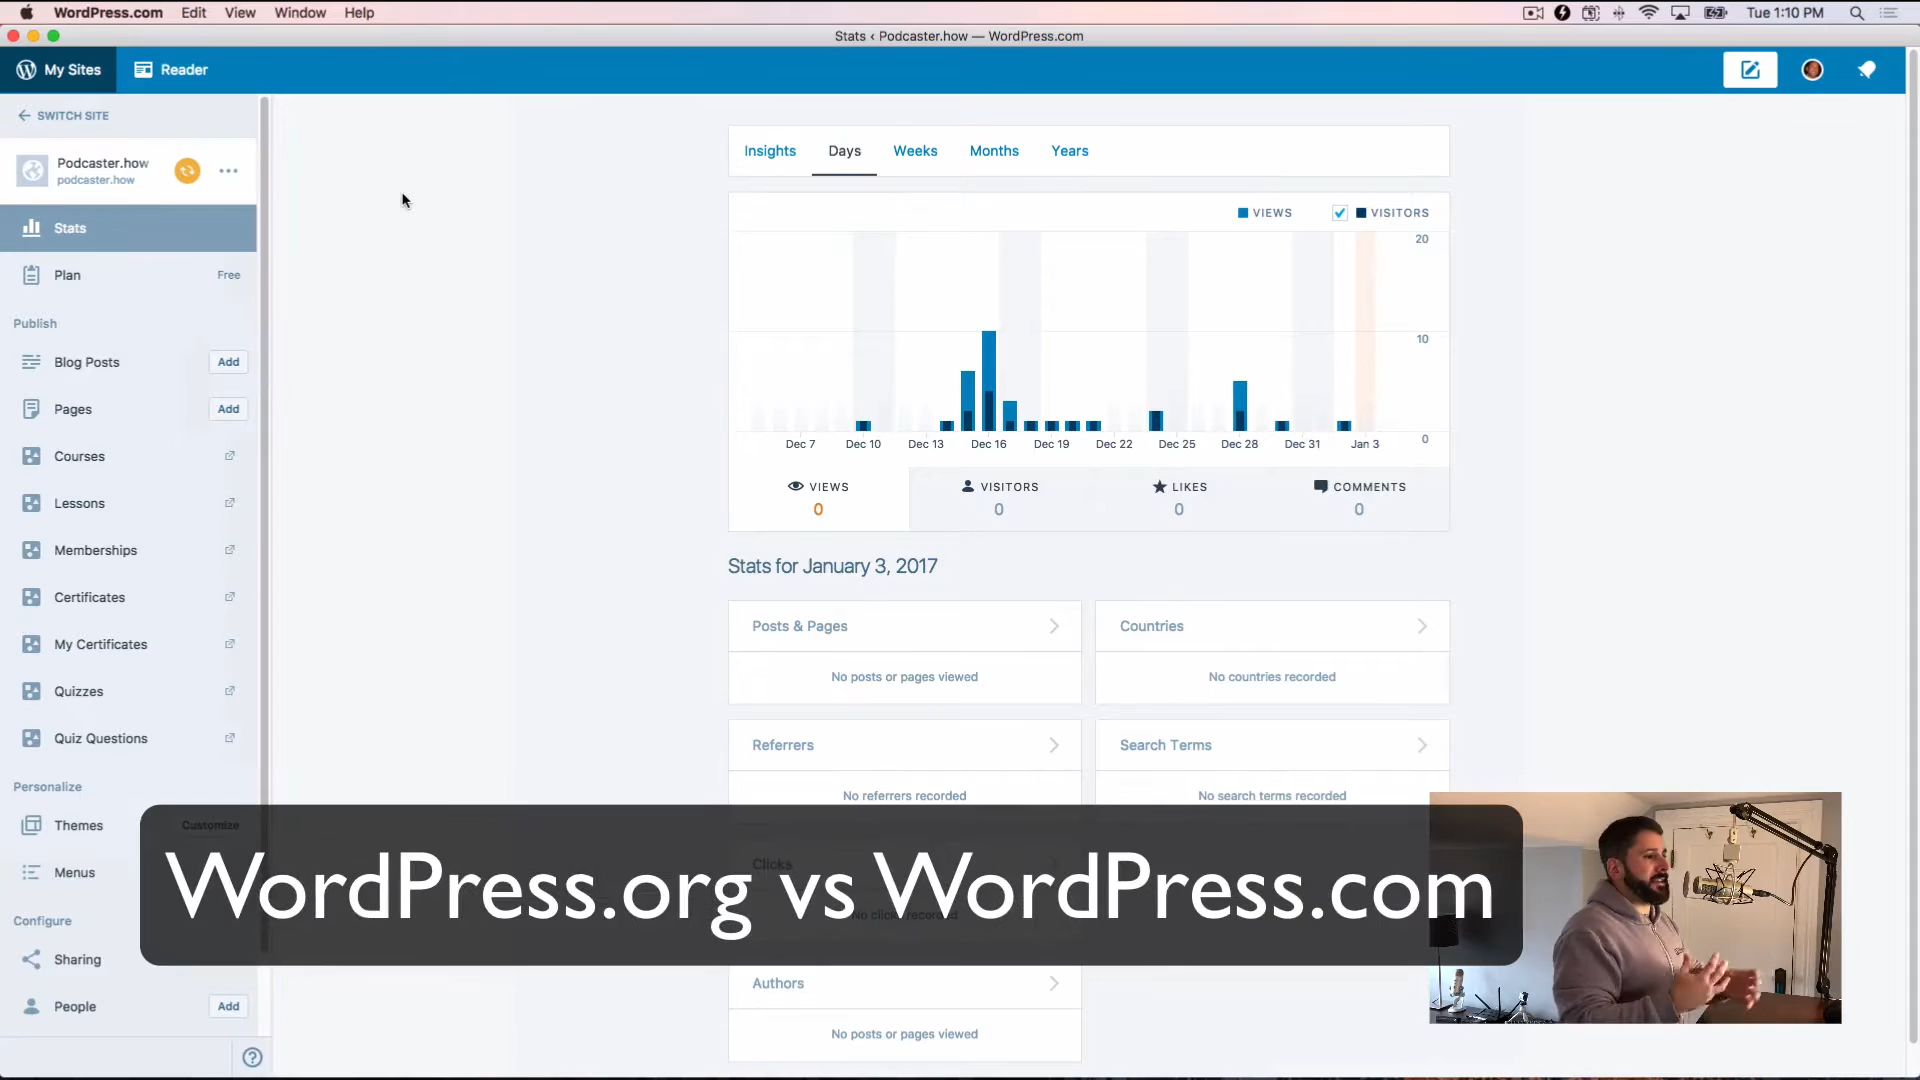 WordPress.com Edit View Window Help
Tue 1:10 PM
Stats ‹ Podcaster.how — WordPress.com
My Sites Reader
SWITCH SITE
Podcaster.how
podcaster.how
Stats
Plan Free
Publish
Blog Posts Add
Pages Add
Courses
Lessons
Memberships
Certificates
My Certificates
Quizzes
Quiz Questions
Personalize
Themes Customize
Menus
Configure
Sharing
People Add
Insights Days Weeks Months Years
VIEWS VISITORS
20
10
0
Dec 7 Dec 10 Dec 13 Dec 16 Dec 19 Dec 22 Dec 25 Dec 28 Dec 31 Jan 3
VIEWS VISITORS LIKES COMMENTS
0 0 0 0
Stats for January 3, 2017
Posts & Pages Countries
No posts or pages viewed No countries recorded
Referrers Search Terms
No referrers recorded No search terms recorded
Clicks
No clicks recorded
WordPress.org vs WordPress.com
Authors
No posts or pages viewed